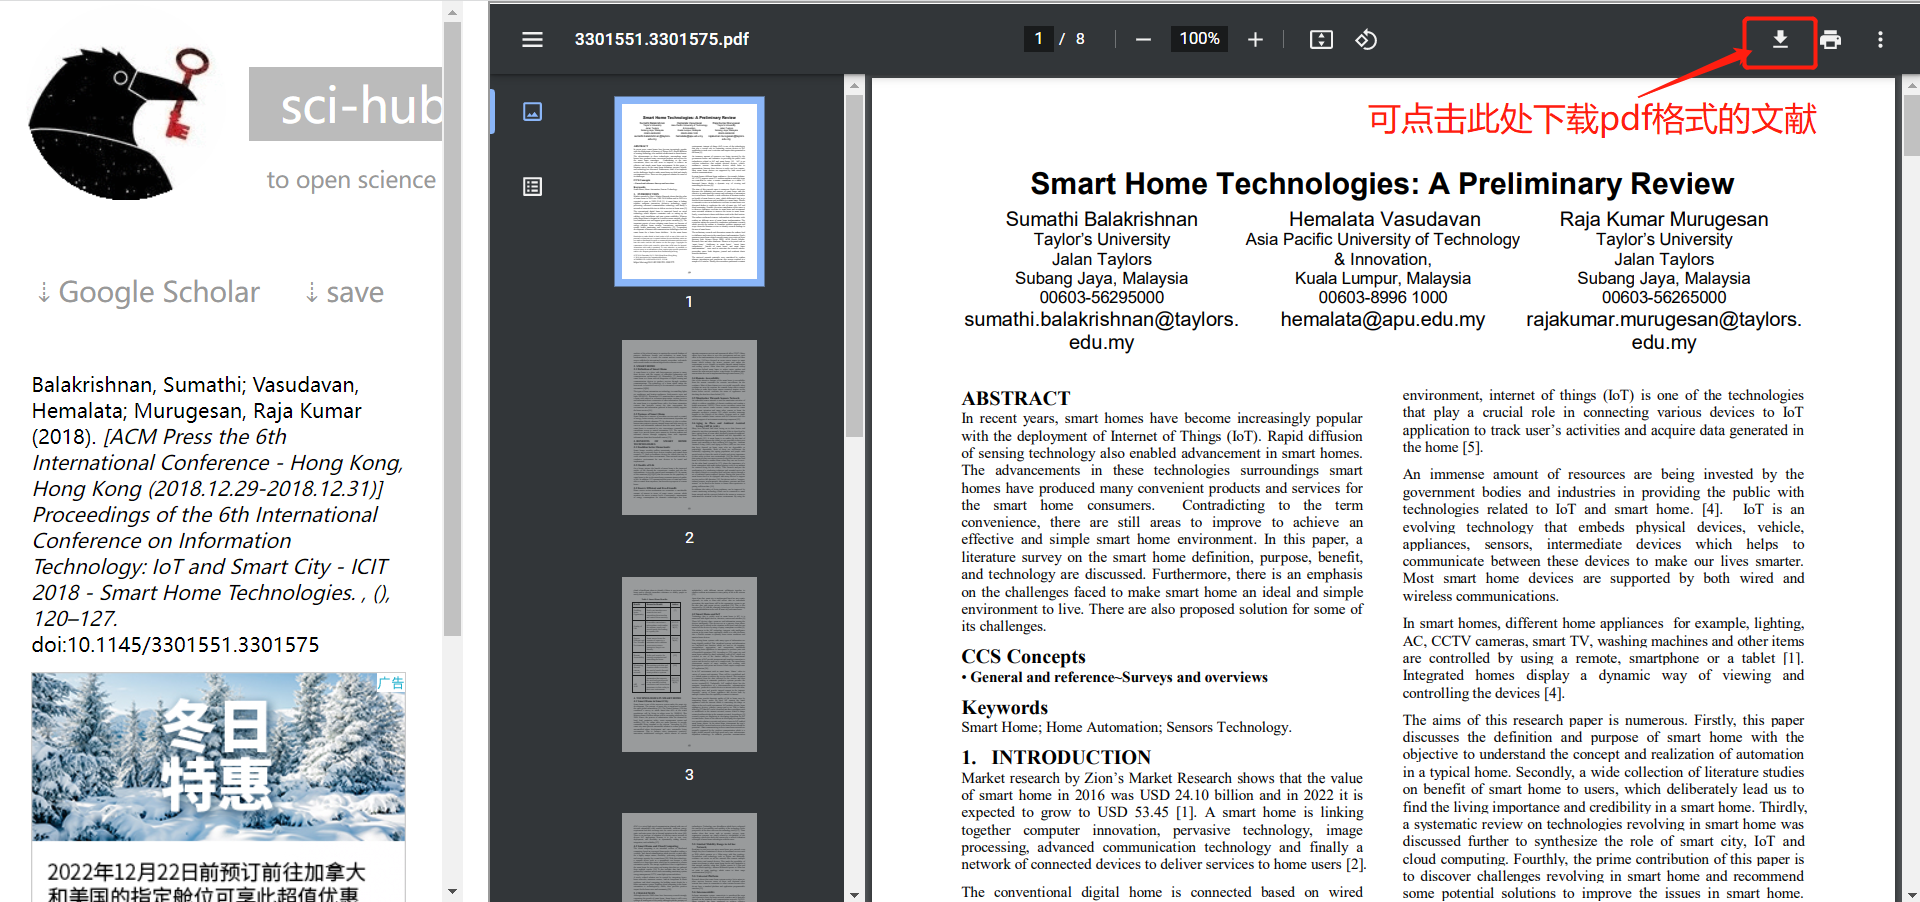 sci-hub
to open science
⇣ Google Scholar
⇣ save
Balakrishnan, Sumathi; Vasudavan,
Hemalata; Murugesan, Raja Kumar
(2018). [ACM Press the 6th
International Conference - Hong Kong,
Hong Kong (2018.12.29-2018.12.31)]
Proceedings of the 6th International
Conference on Information
Technology: IoT and Smart City - ICIT
2018 - Smart Home Technologies. , (),
120–127.
doi:10.1145/3301551.3301575
广告
冬日
特惠
2022年12月22日前预订前往加拿大
和美国的指定舱位可享此超值优惠
3301551.3301575.pdf
1 / 8
100%
1
2
3
可点击此处下载pdf格式的文献
Smart Home Technologies: A Preliminary Review
Sumathi Balakrishnan
Taylor's University
Jalan Taylors
Subang Jaya, Malaysia
00603-56295000
sumathi.balakrishnan@taylors.
edu.my
Hemalata Vasudavan
Asia Pacific University of Technology
& Innovation,
Kuala Lumpur, Malaysia
00603-8996 1000
hemalata@apu.edu.my
Raja Kumar Murugesan
Taylor's University
Jalan Taylors
Subang Jaya, Malaysia
00603-56265000
rajakumar.murugesan@taylors.
edu.my
ABSTRACT
In recent years, smart homes have become increasingly popular
with the deployment of Internet of Things (IoT). Rapid diffusion
of sensing technology also enabled advancement in smart homes.
The advancements in these technologies surroundings smart
homes have produced many convenient products and services for
the smart home consumers. Contradicting to the term
convenience, there are still areas to improve to achieve an
effective and simple smart home environment. In this paper, a
literature survey on the smart home definition, purpose, benefit,
and technology are discussed. Furthermore, there is an emphasis
on the challenges faced to make smart home an ideal and simple
environment to live. There are also proposed solution for some of
its challenges.
CCS Concepts
• General and reference~Surveys and overviews
Keywords
Smart Home; Home Automation; Sensors Technology.
1. INTRODUCTION
Market research by Zion's Market Research shows that the value
of smart home in 2016 was USD 24.10 billion and in 2022 it is
expected to grow to USD 53.45 [1]. A smart home is linking
together computer innovation, pervasive technology, image
processing, advanced communication technology and finally a
network of connected devices to deliver services to home users [2].
The conventional digital home is connected based on wired
environment, internet of things (IoT) is one of the technologies
that play a crucial role in connecting various devices to IoT
application to track user's activities and acquire data generated in
the home [5].
An immense amount of resources are being invested by the
government bodies and industries in providing the public with
technologies related to IoT and smart home. [4]. IoT is an
evolving technology that embeds physical devices, vehicle,
appliances, sensors, intermediate devices which helps to
communicate between these devices to make our lives smarter.
Most smart home devices are supported by both wired and
wireless communications.
In smart homes, different home appliances for example, lighting,
AC, CCTV cameras, smart TV, washing machines and other items
are controlled by using a remote, smartphone or a tablet [1].
Integrated homes display a dynamic way of viewing and
controlling the devices [4].
The aims of this research paper is numerous. Firstly, this paper
discusses the definition and purpose of smart home with the
objective to understand the concept and realization of automation
in a typical home. Secondly, a wide collection of literature studies
on benefit of smart home to users, which deliberately lead us to
find the living importance and credibility in a smart home. Thirdly,
a systematic review on technologies revolving in smart home was
discussed further to synthesize the role of smart city, IoT and
cloud computing. Fourthly, the prime contribution of this paper is
to discover challenges revolving in smart home and recommend
some potential solutions to improve the issues in smart home.